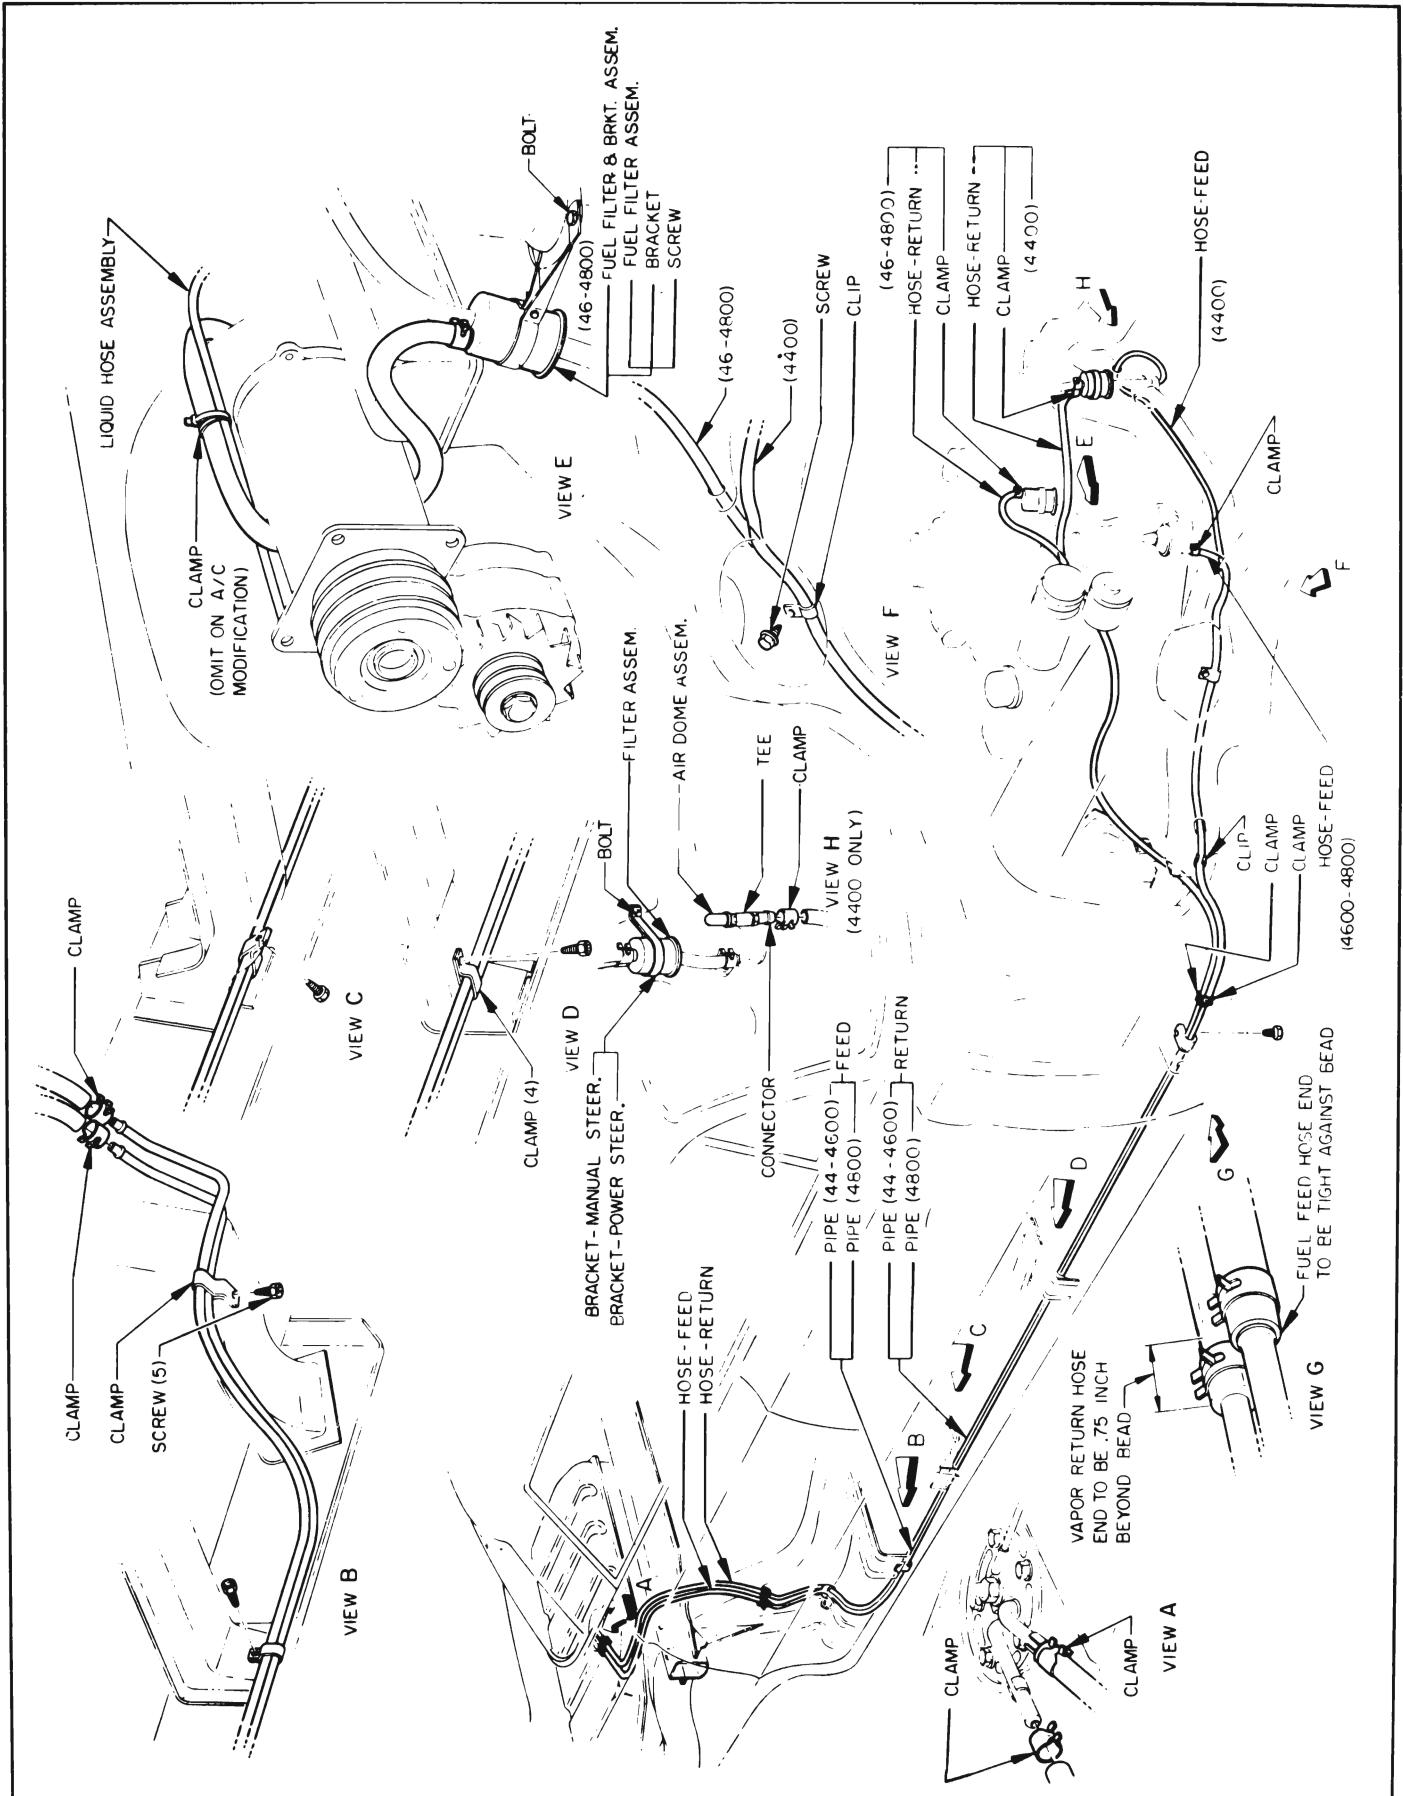 CLAMP
CLAMP
CLAMP
SCREW (5)
VIEW B
VIEW C
LIQUID HOSE ASSEMBLY
CLAMP
(OMIT ON A/C
MODIFICATION)
BOLT
(46-4800)
FUEL FILTER & BRKT. ASSEM.
FUEL FILTER ASSEM.
BRACKET
SCREW
VIEW E
CLAMP (4)
VIEW D
BRACKET-MANUAL STEER.
BRACKET-POWER STEER.
BOLT
FILTER ASSEM.
AIR DOME ASSEM.
TEE
CLAMP
CONNECTOR
VIEW H
(4400 ONLY)
(46-4800)
(4400)
SCREW
CLIP
VIEW F
HOSE-FEED
HOSE-RETURN
A
PIPE (44-4600)
PIPE (4800)
FEED
PIPE (44-4600)
PIPE (4800)
RETURN
(46-4800)
HOSE-RETURN
CLAMP
HOSE-RETURN
CLAMP
(4400)
H
E
HOSE-FEED
(4400)
CLAMP
F
B
C
D
G
CLIP
CLAMP
CLAMP
HOSE-FEED
(4600-4800)
CLAMP
CLAMP
VIEW A
VAPOR RETURN HOSE
END TO BE .75 INCH
BEYOND BEAD
FUEL FEED HOSE END
TO BE TIGHT AGAINST BEAD
VIEW G